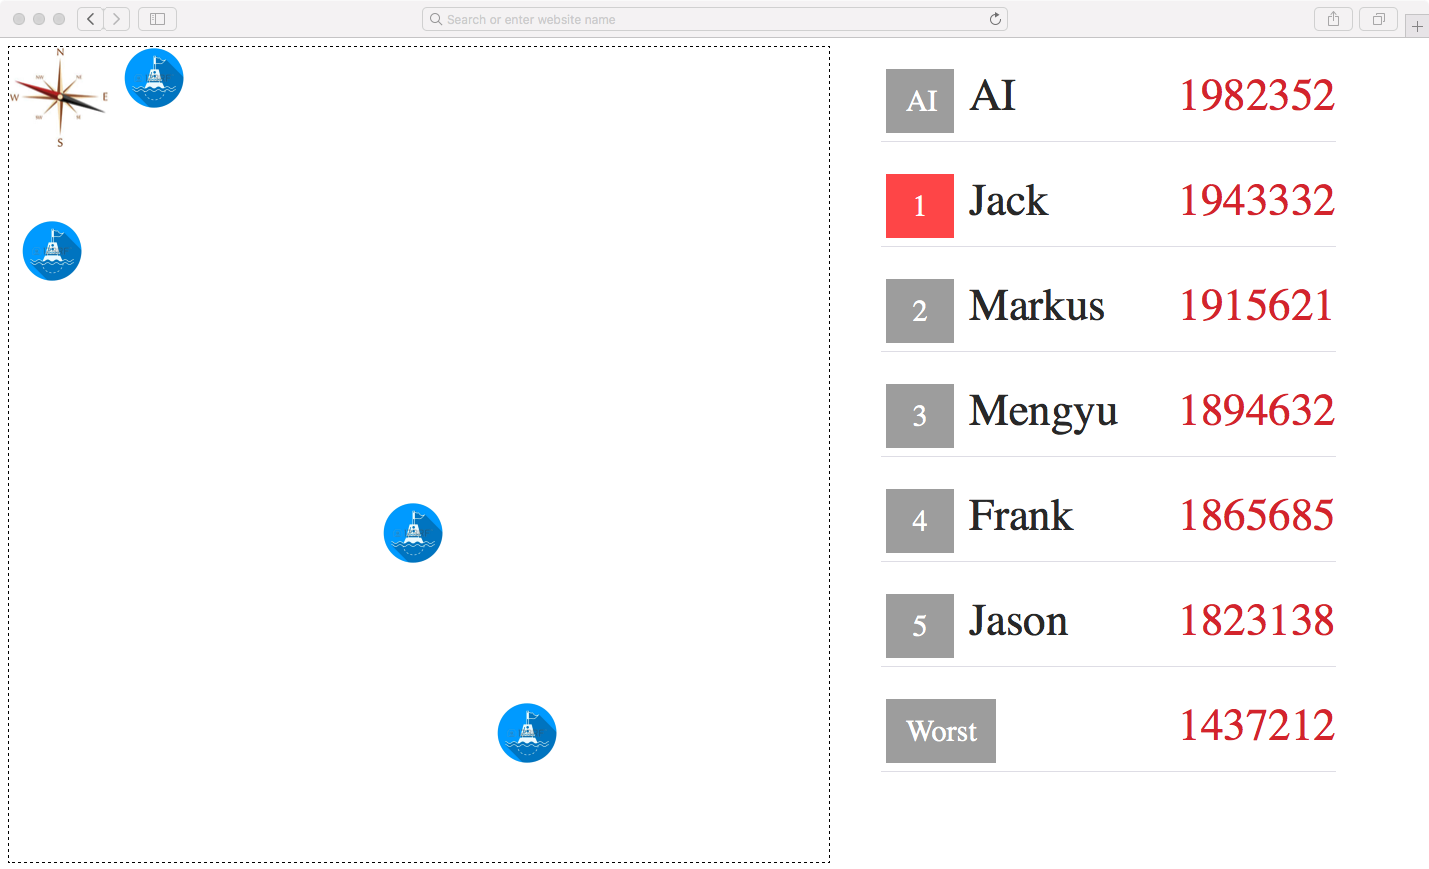 Search or enter website name
N
NW
NE
W
E
SW
SE
S
AI AI 1982352
1 Jack 1943332
2 Markus 1915621
3 Mengyu 1894632
4 Frank 1865685
5 Jason 1823138
Worst 1437212